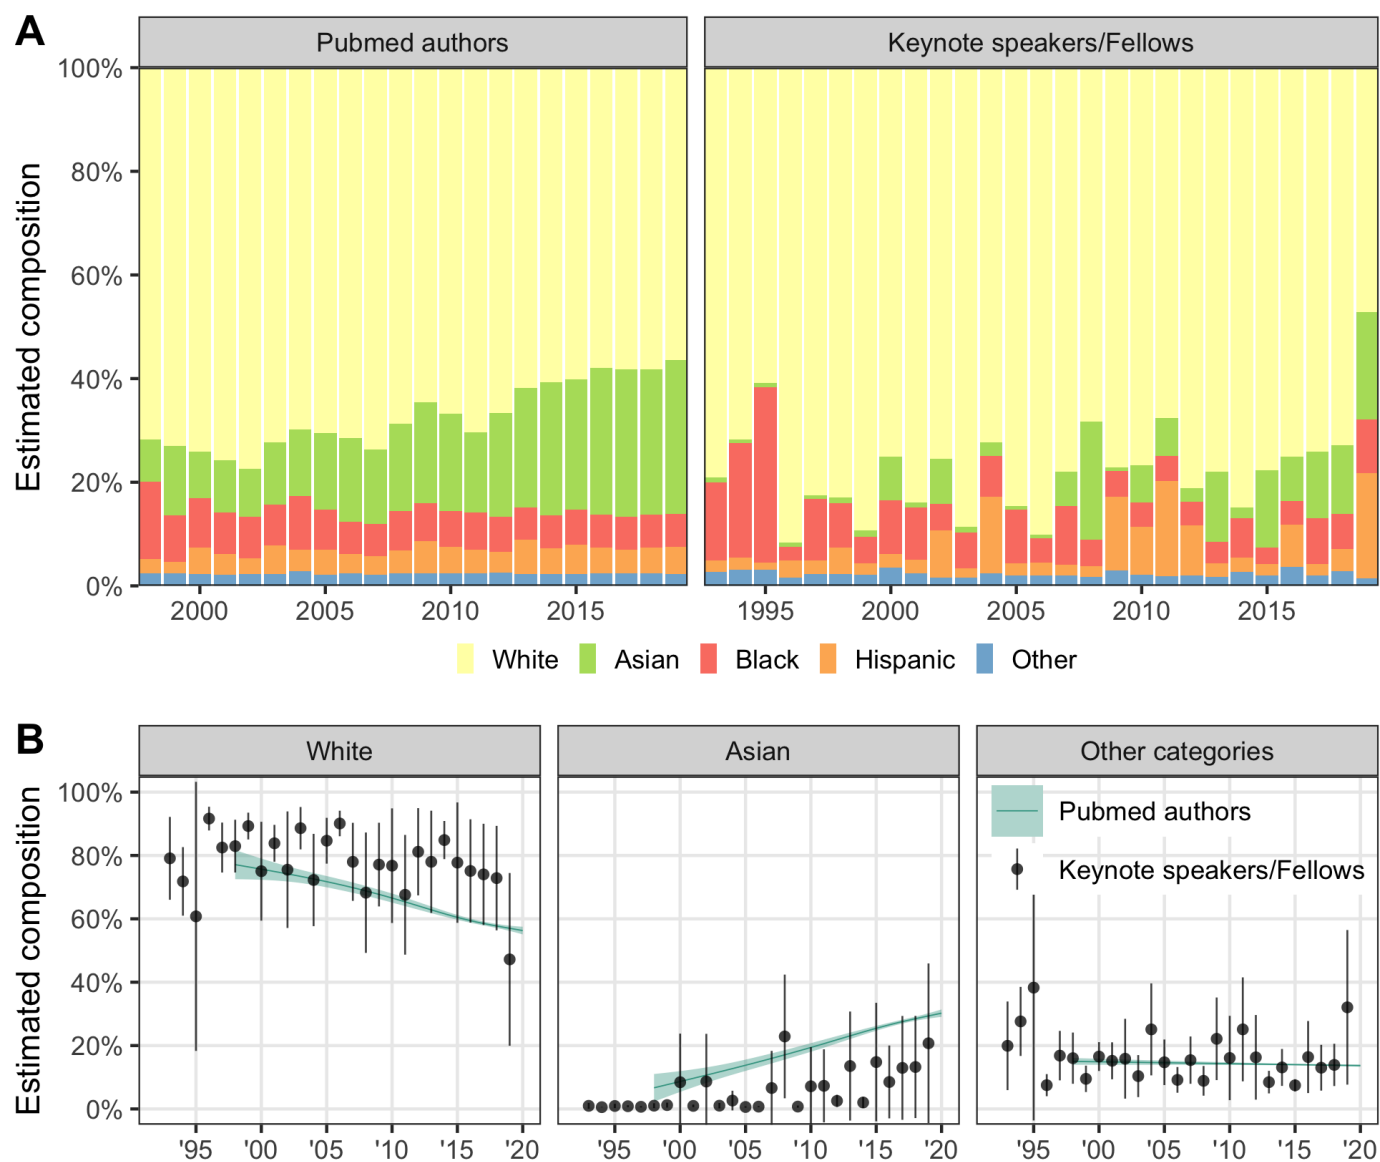 A
Pubmed authors
Keynote speakers/Fellows
Estimated composition
100%
80%
60%
40%
20%
0%
2000 2005 2010 2015
1995 2000 2005 2010 2015
White Asian Black Hispanic Other
B
White
Asian
Other categories
Estimated composition
100%
80%
60%
40%
20%
0%
Pubmed authors
Keynote speakers/Fellows
'95 '00 '05 '10 '15 '20
'95 '00 '05 '10 '15 '20
'95 '00 '05 '10 '15 '20